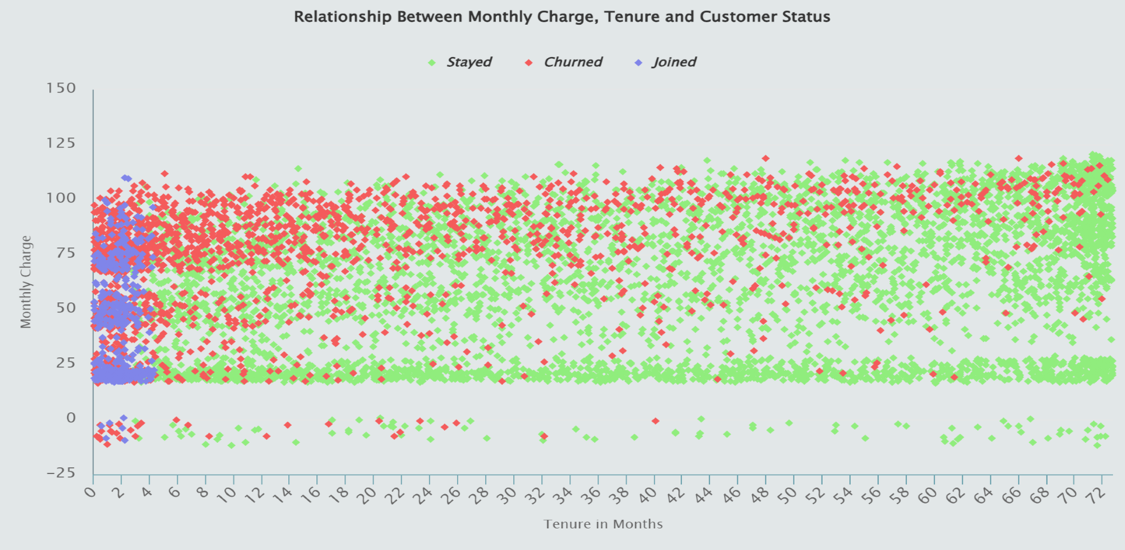 Relationship Between Monthly Charge, Tenure and Customer Status
Stayed Churned Joined
150
125
100
75
50
25
0
−25
Monthly Charge
0 2 4 6 8 10 12 14 16 18 20 22 24 26 28 30 32 34 36 38 40 42 44 46 48 50 52 54 56 58 60 62 64 66 68 70 72
Tenure in Months